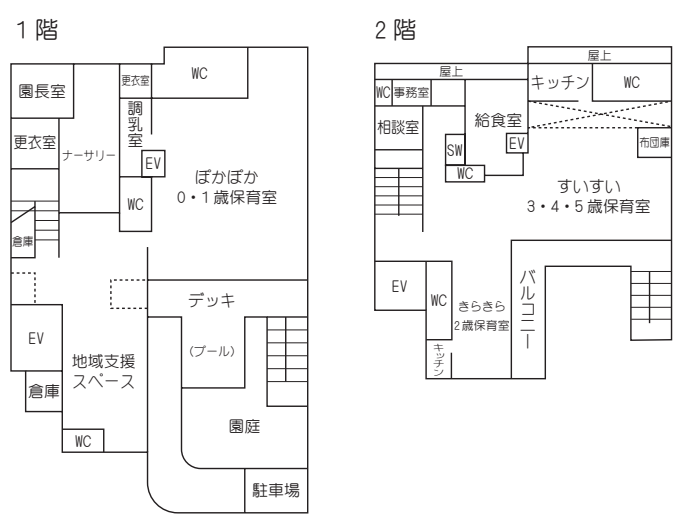 1階
園長室
更衣室
WC
調乳室
更衣室
ナーサリー
EV
WC
ぽかぽか
0・1歳保育室
倉庫
デッキ
EV
地域支援
スペース
(プール)
倉庫
園庭
WC
駐車場
2階
屋上
屋上
キッチン
WC
WC
事務室
相談室
給食室
EV
布団庫
SW
WC
すいすい
3・4・5歳保育室
EV
WC
きらきら
2歳保育室
バルコニー
キッチン